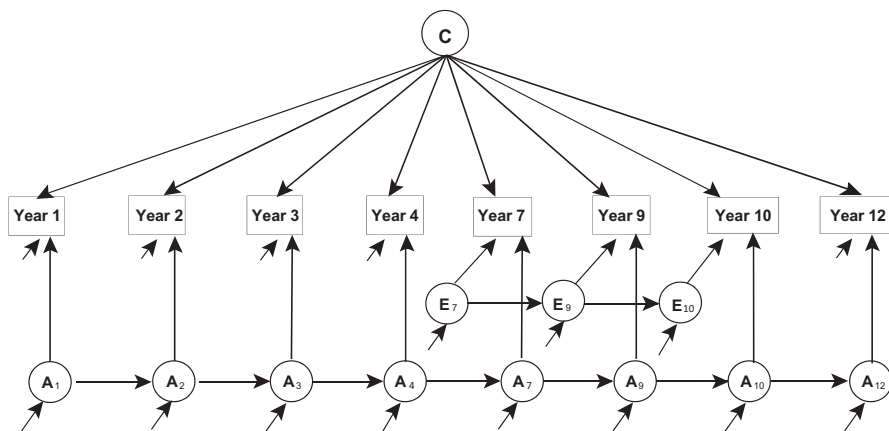 C
Year 1 Year 2 Year 3 Year 4 Year 7 Year 9 Year 10 Year 12
E7 E9 E10
A1 A2 A3 A4 A7 A9 A10 A12